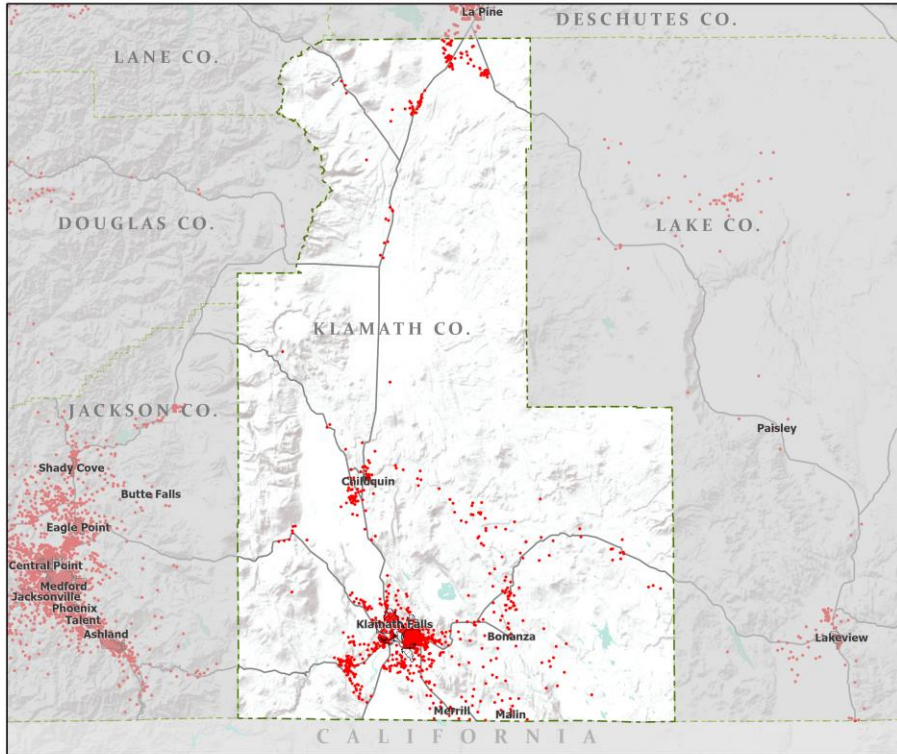 La Pine
DESCHUTES CO.
LANE CO.
DOUGLAS CO.
LAKE CO.
KLAMATH CO.
JACKSON CO.
Paisley
Shady Cove
Chiloquin
Butte Falls
Eagle Point
Central Point
Medford
Jacksonville
Phoenix
Talent
Ashland
Klamath Falls
Bonanza
Lakeview
Merrill
Malin
CALIFORNIA